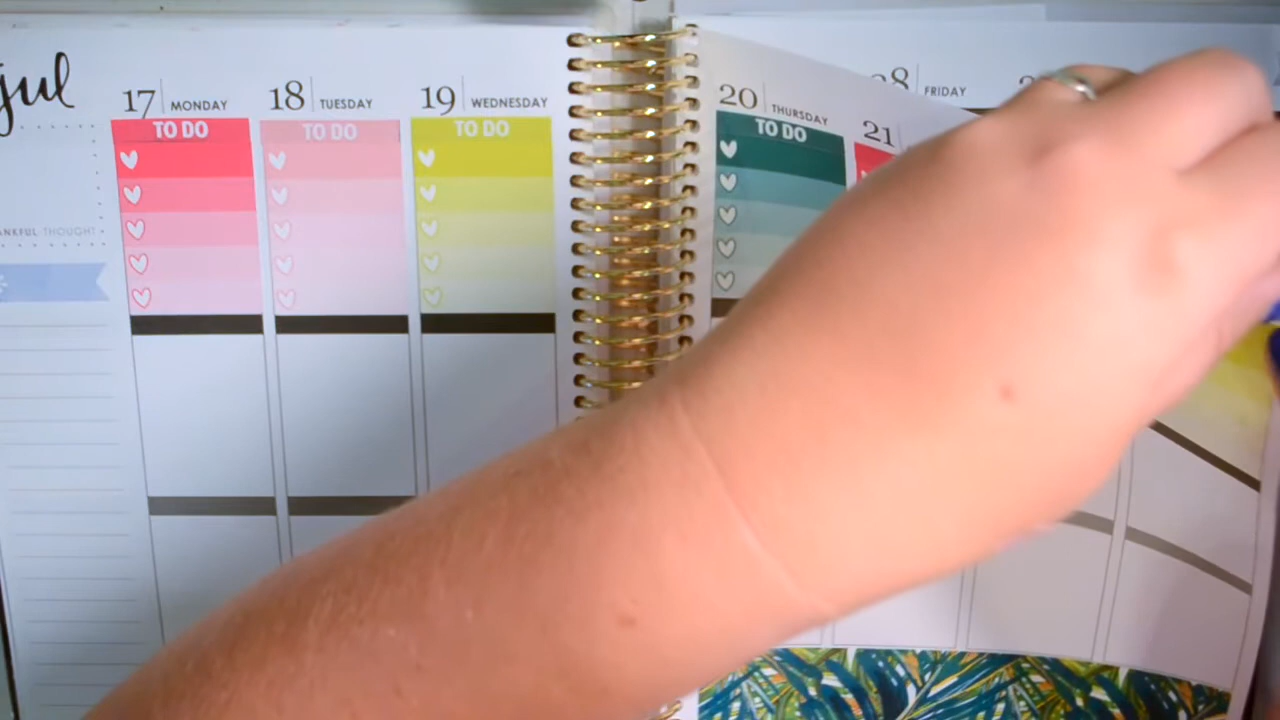 jul
17 MONDAY
TO DO
18 TUESDAY
TO DO
19 WEDNESDAY
TO DO
20 THURSDAY
TO DO
21
FRIDAY
THOUGHT